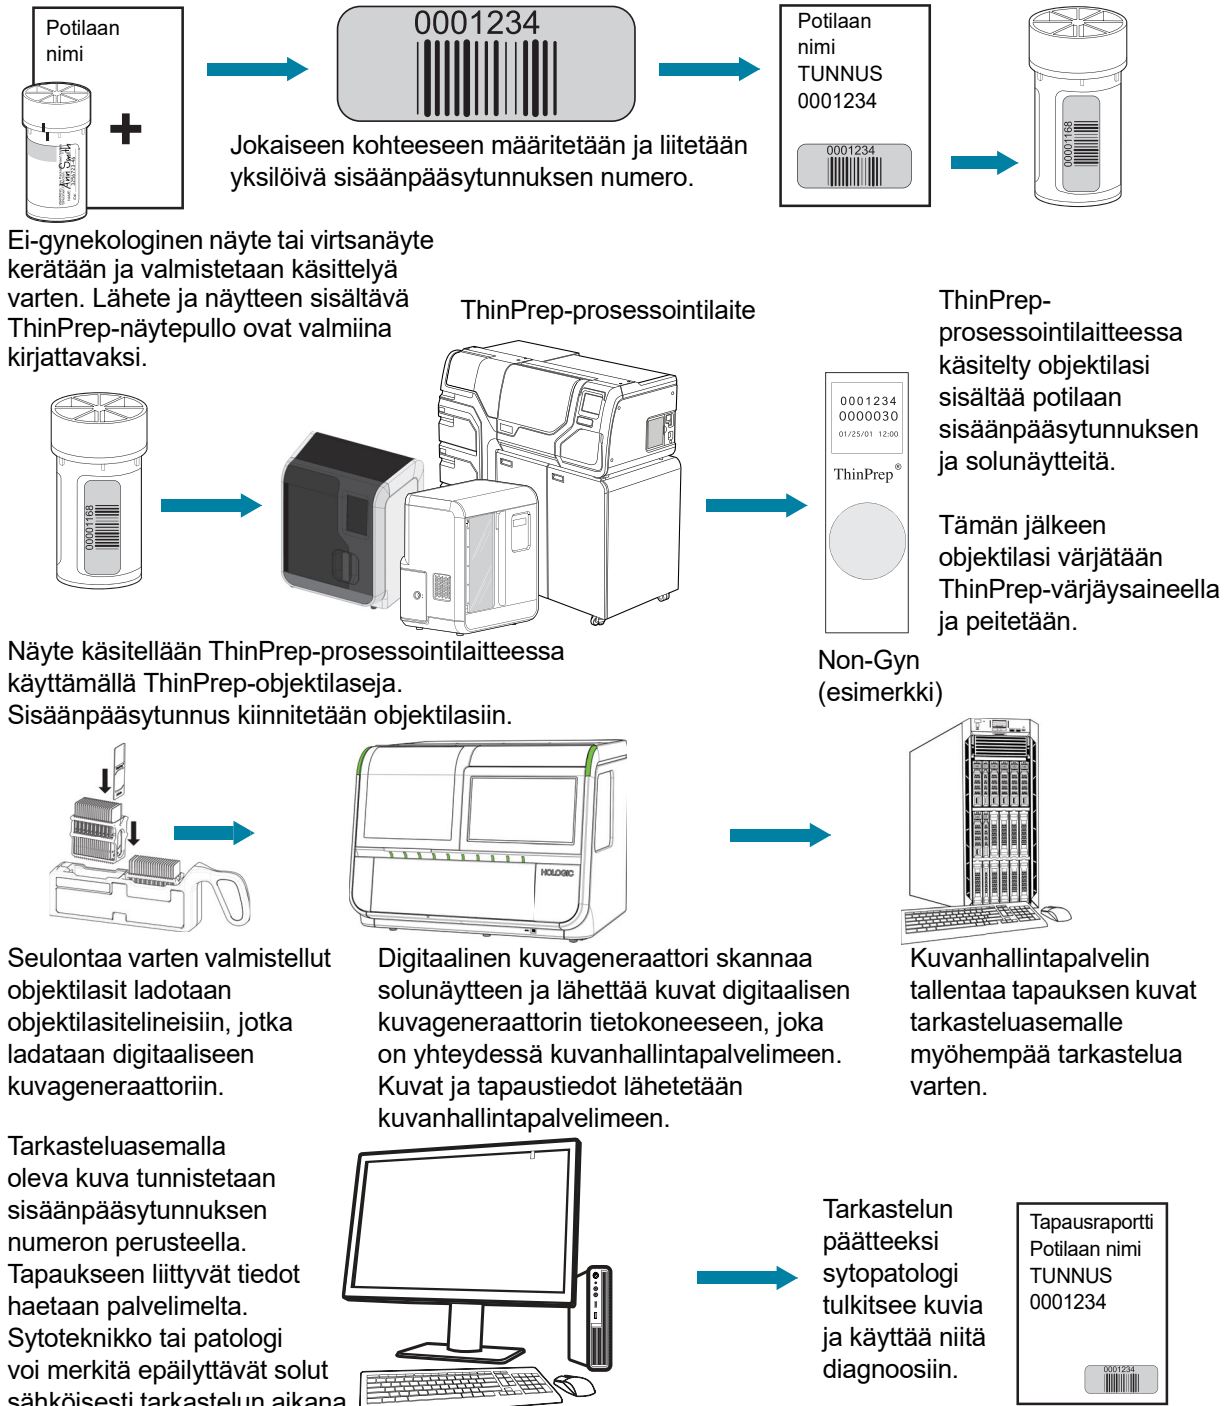 Potilaan
nimi
0001234
Potilaan
nimi
TUNNUS
0001234
0001234
00001168
Ann Smith
Jokaiseen kohteeseen määritetään ja liitetään
yksilöivä sisäänpääsytunnuksen numero.
Ei-gynekologinen näyte tai virtsanäyte
kerätään ja valmistetaan käsittelyä
varten. Lähete ja näytteen sisältävä
ThinPrep-näytepullo ovat valmiina
kirjattavaksi.
ThinPrep-prosessointilaite
00001168
0001234
0000030
01/25/01 12:00
ThinPrep®
ThinPrep-
prosessointilaitteessa
käsitelty objektilasi
sisältää potilaan
sisäänpääsytunnuksen
ja solunäytteitä.
Tämän jälkeen
objektilasi värjätään
ThinPrep-värjäysaineella
ja peitetään.
Non-Gyn
(esimerkki)
Näyte käsitellään ThinPrep-prosessointilaitteessa
käyttämällä ThinPrep-objektilaseja.
Sisäänpääsytunnus kiinnitetään objektilasiin.
HOLOGIC
Seulontaa varten valmistellut
objektilasit ladotaan
objektilasitelineisiin, jotka
ladataan digitaaliseen
kuvageneraattoriin.
Digitaalinen kuvageneraattori skannaa
solunäytteen ja lähettää kuvat digitaalisen
kuvageneraattorin tietokoneeseen, joka
on yhteydessä kuvanhallintapalvelimeen.
Kuvat ja tapaustiedot lähetetään
kuvanhallintapalvelimeen.
Kuvanhallintapalvelin
tallentaa tapauksen kuvat
tarkasteluasemalle
myöhempää tarkastelua
varten.
Tarkasteluasemalla
oleva kuva tunnistetaan
sisäänpääsytunnuksen
numeron perusteella.
Tapaukseen liittyvät tiedot
haetaan palvelimelta.
Sytoteknikko tai patologi
voi merkitä epäilyttävät solut
sähköisesti tarkastelun aikana
Tarkastelun
päätteeksi
sytopatologi
tulkitsee kuvia
ja käyttää niitä
diagnoosiin.
Tapausraportti
Potilaan nimi
TUNNUS
0001234
0001234